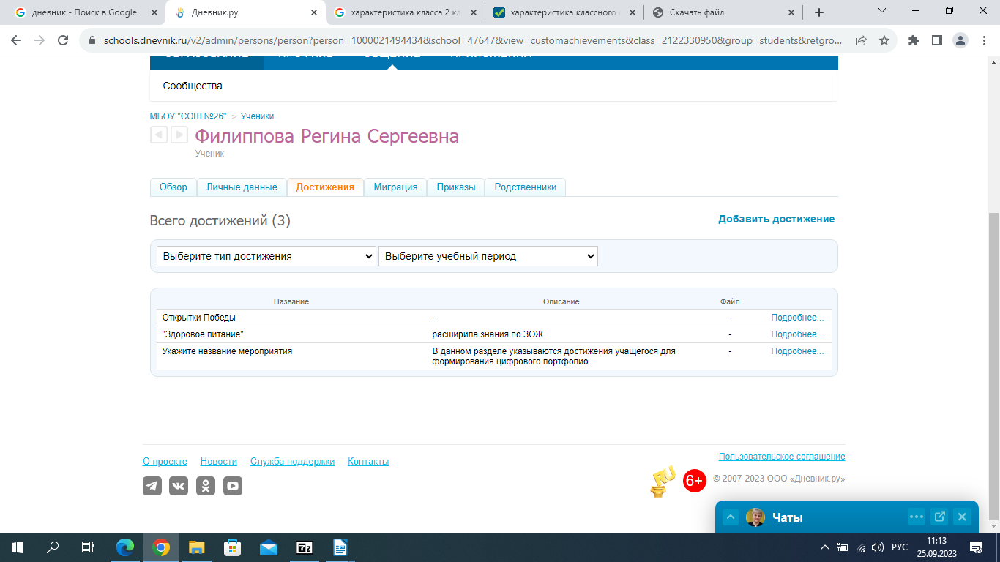 дневник - Поиск в Google
Дневник.ру
характеристика класса 2 кл
характеристика классного
Скачать файл
schools.dnevnik.ru/v2/admin/persons/person?person=1000021494434&school=47647&view=customachievements&class=2122330950&group=students&retgro...
Сообщества
МБОУ "СОШ №26" > Ученики
Филиппова Регина Сергеевна
Ученик
Обзор Личные данные Достижения Миграция Приказы Родственники
Всего достижений (3) Добавить достижение
Выберите тип достижения Выберите учебный период
Название Описание Файл
Открытки Победы - - Подробнее...
"Здоровое питание" расширила знания по ЗОЖ - Подробнее...
Укажите название мероприятия В данном разделе указываются достижения учащегося для - Подробнее...
формирования цифрового портфолио
О проекте Новости Служба поддержки Контакты Пользовательское соглашение
RU 6+ © 2007-2023 ООО «Дневник.ру»
Чаты
7z РУС 11:13
25.09.2023